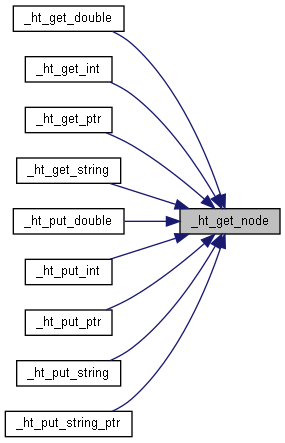 _ht_get_double
_ht_get_int
_ht_get_ptr
_ht_get_string
_ht_get_node
_ht_put_double
_ht_put_int
_ht_put_ptr
_ht_put_string
_ht_put_string_ptr